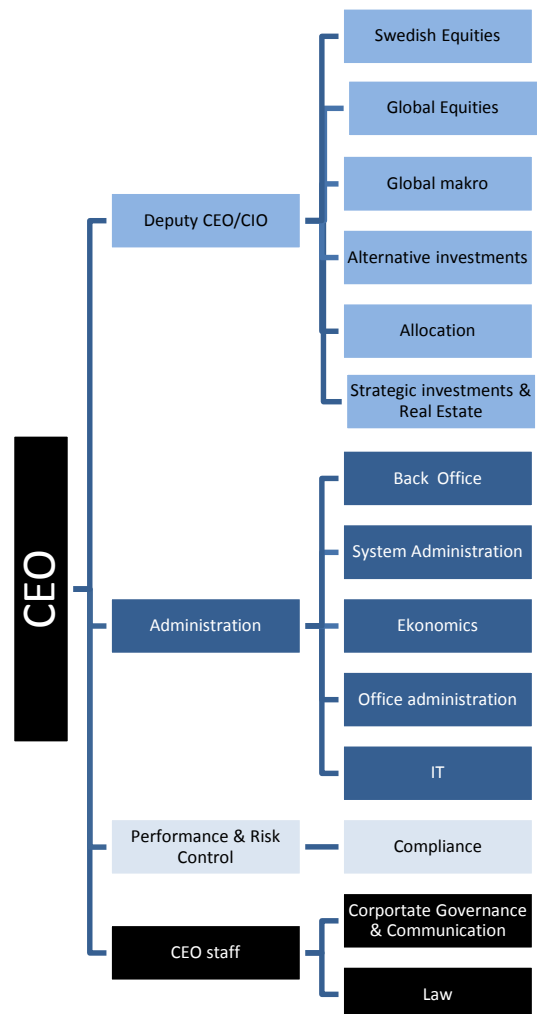 CEO
Deputy CEO/CIO
Swedish Equities
Global Equities
Global makro
Alternative investments
Allocation
Strategic investments &
Real Estate
Administration
Back Office
System Administration
Ekonomics
Office administration
IT
Performance & Risk
Control
Compliance
CEO staff
Corportate Governance
& Communication
Law